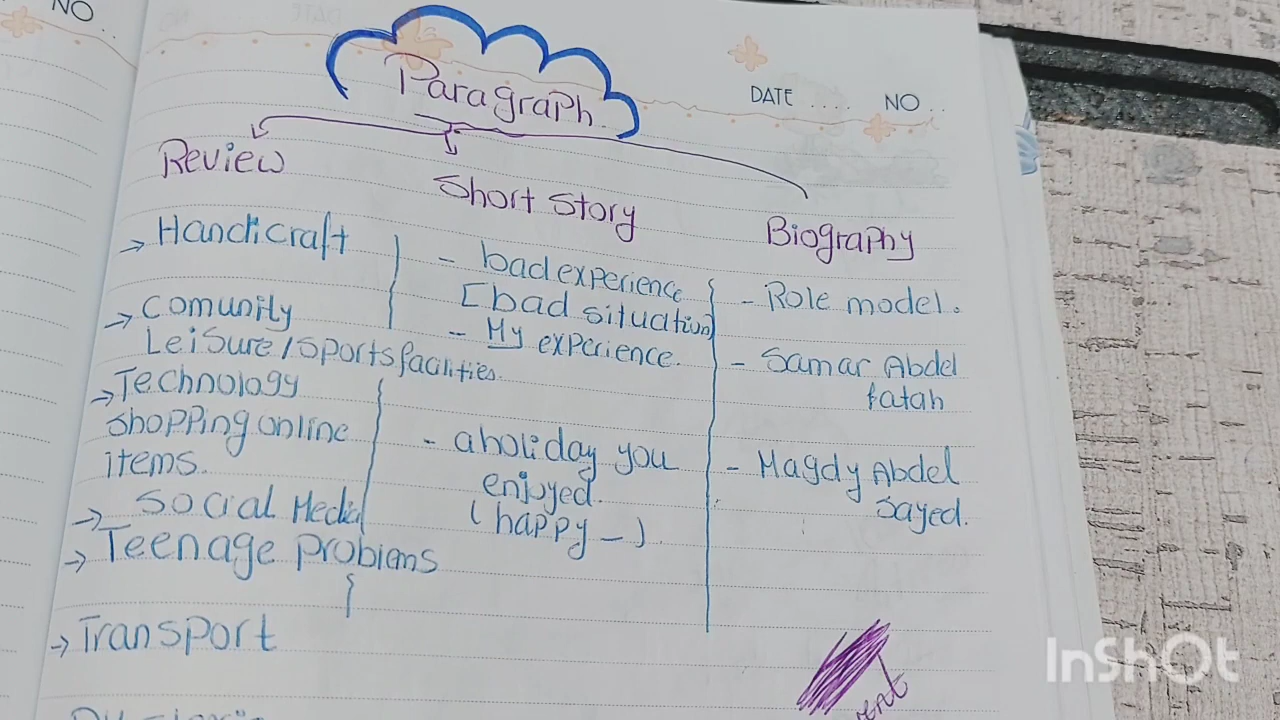 NO ..
DATE .... NO ..
Paragraph.
Review
Short Story
Biography
→ Handicraft
→ Comunity
Leisure / Sports facilities.
→ Technology
shopping online
items.
→ Social Media
→ Teenage problems
→ Transport
- bad experience
[bad situation]
- My experience.
- a holiday you
enjoyed.
(happy _).
- Role model.
- Samar Abdel
fatah
- Magdy Abdel
Sayed.
InShOt